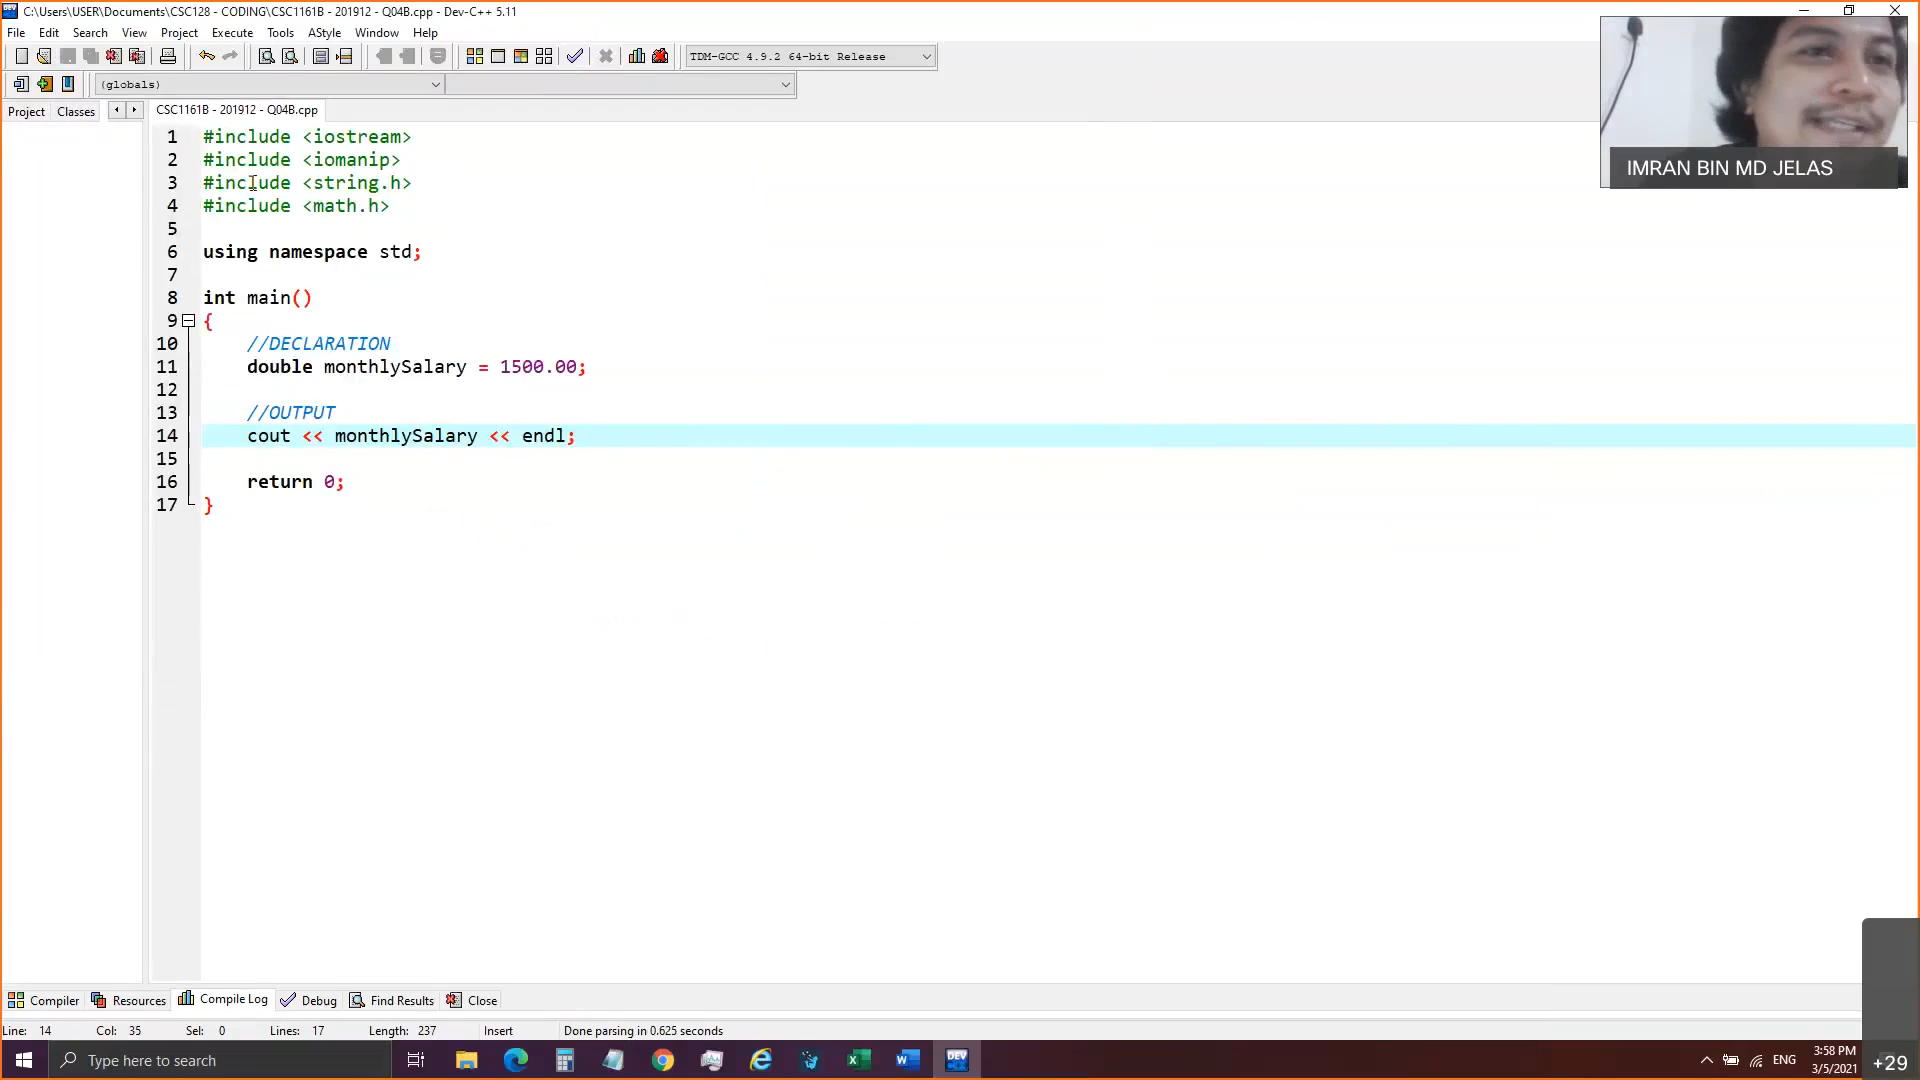 C:\Users\USER\Documents\CSC128 - CODING\CSC1161B - 201912 - Q04B.cpp - Dev-C++ 5.11
File Edit Search View Project Execute Tools AStyle Window Help
TDM-GCC 4.9.2 64-bit Release
(globals)
Project Classes CSC1161B - 201912 - Q04B.cpp
1 #include <iostream>
2 #include <iomanip>
3 #include <string.h>
4 #include <math.h>
5
6 using namespace std;
7
8 int main()
9 {
10 //DECLARATION
11 double monthlySalary = 1500.00;
12
13 //OUTPUT
14 cout << monthlySalary << endl;
15
16 return 0;
17 }
IMRAN BIN MD JELAS
Compiler Resources Compile Log Debug Find Results Close
Line: 14 Col: 35 Sel: 0 Lines: 17 Length: 237 Insert Done parsing in 0.625 seconds
Type here to search
DEV
ENG
3:58 PM
3/5/2021
+29